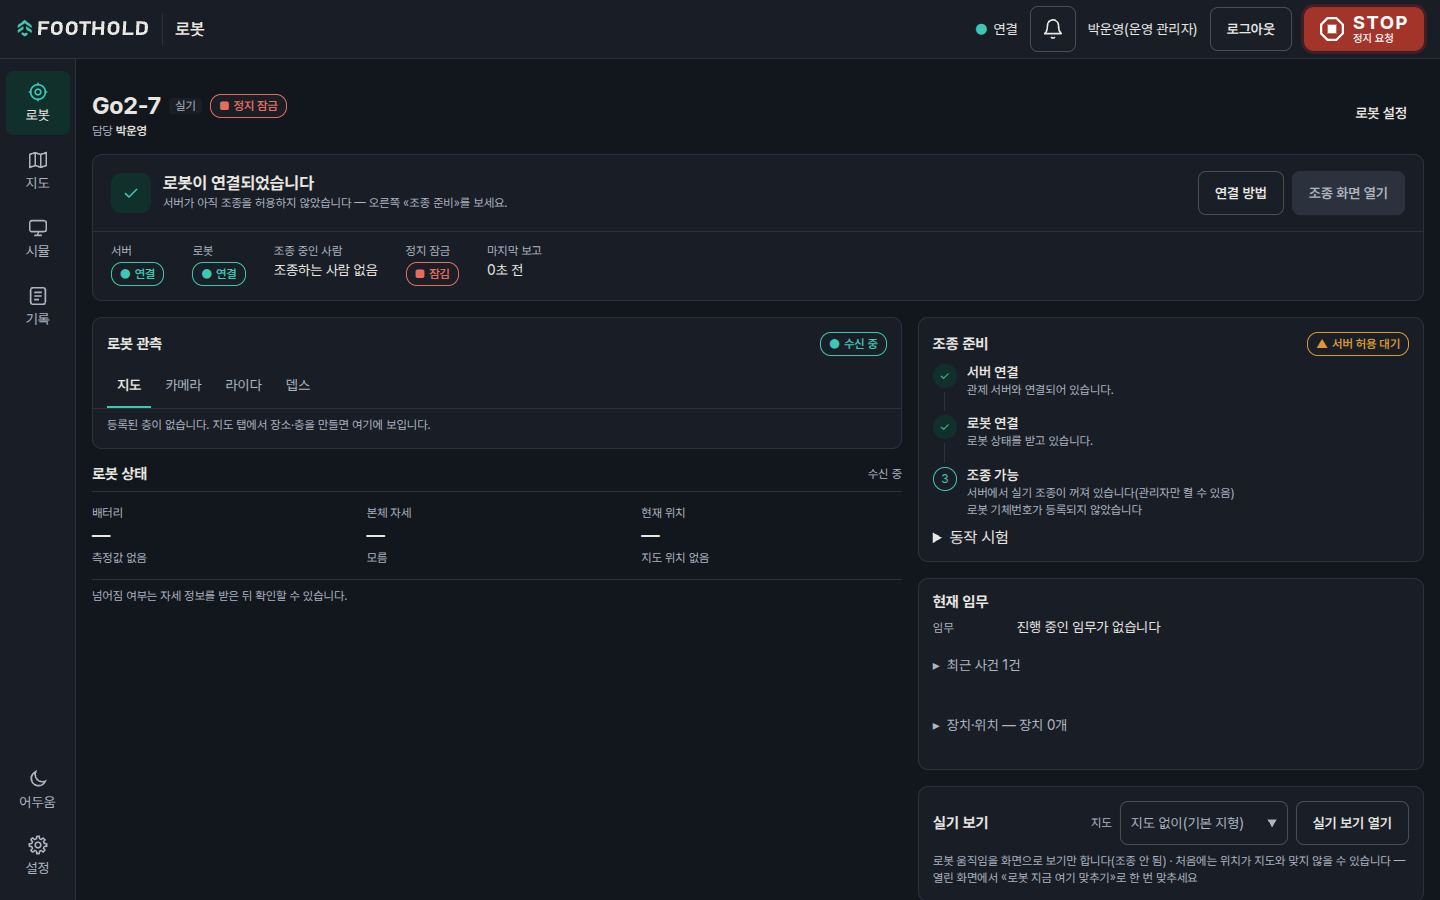 FOOTHOLD
로봇
연결
박운영(운영 관리자)
로그아웃
STOP
정지 요청
로봇
지도
시뮬
기록
어두움
설정
Go2-7
실기
정지 잠금
담당 박운영
로봇 설정
로봇이 연결되었습니다
서버가 아직 조종을 허용하지 않았습니다 — 오른쪽 «조종 준비»를 보세요.
연결 방법
조종 화면 열기
서버
로봇
조종 중인 사람
정지 잠금
마지막 보고
연결
연결
조종하는 사람 없음
잠김
0초 전
로봇 관측
수신 중
지도
카메라
라이다
뎁스
등록된 층이 없습니다. 지도 탭에서 장소·층을 만들면 여기에 보입니다.
로봇 상태
수신 중
배터리
본체 자세
현재 위치
—
—
—
측정값 없음
모름
지도 위치 없음
넘어짐 여부는 자세 정보를 받은 뒤 확인할 수 있습니다.
조종 준비
서버 허용 대기
서버 연결
관제 서버와 연결되어 있습니다.
로봇 연결
로봇 상태를 받고 있습니다.
3
조종 가능
서버에서 실기 조종이 꺼져 있습니다(관리자만 켤 수 있음)
로봇 기체번호가 등록되지 않았습니다
▶ 동작 시험
현재 임무
임무
진행 중인 임무가 없습니다
▸ 최근 사건 1건
▸ 장치·위치 — 장치 0개
실기 보기
지도
지도 없이(기본 지형)
실기 보기 열기
로봇 움직임을 화면으로 보기만 합니다(조종 안 됨) · 처음에는 위치가 지도와 맞지 않을 수 있습니다 —
열린 화면에서 «로봇 지금 여기 맞추기»로 한 번 맞추세요